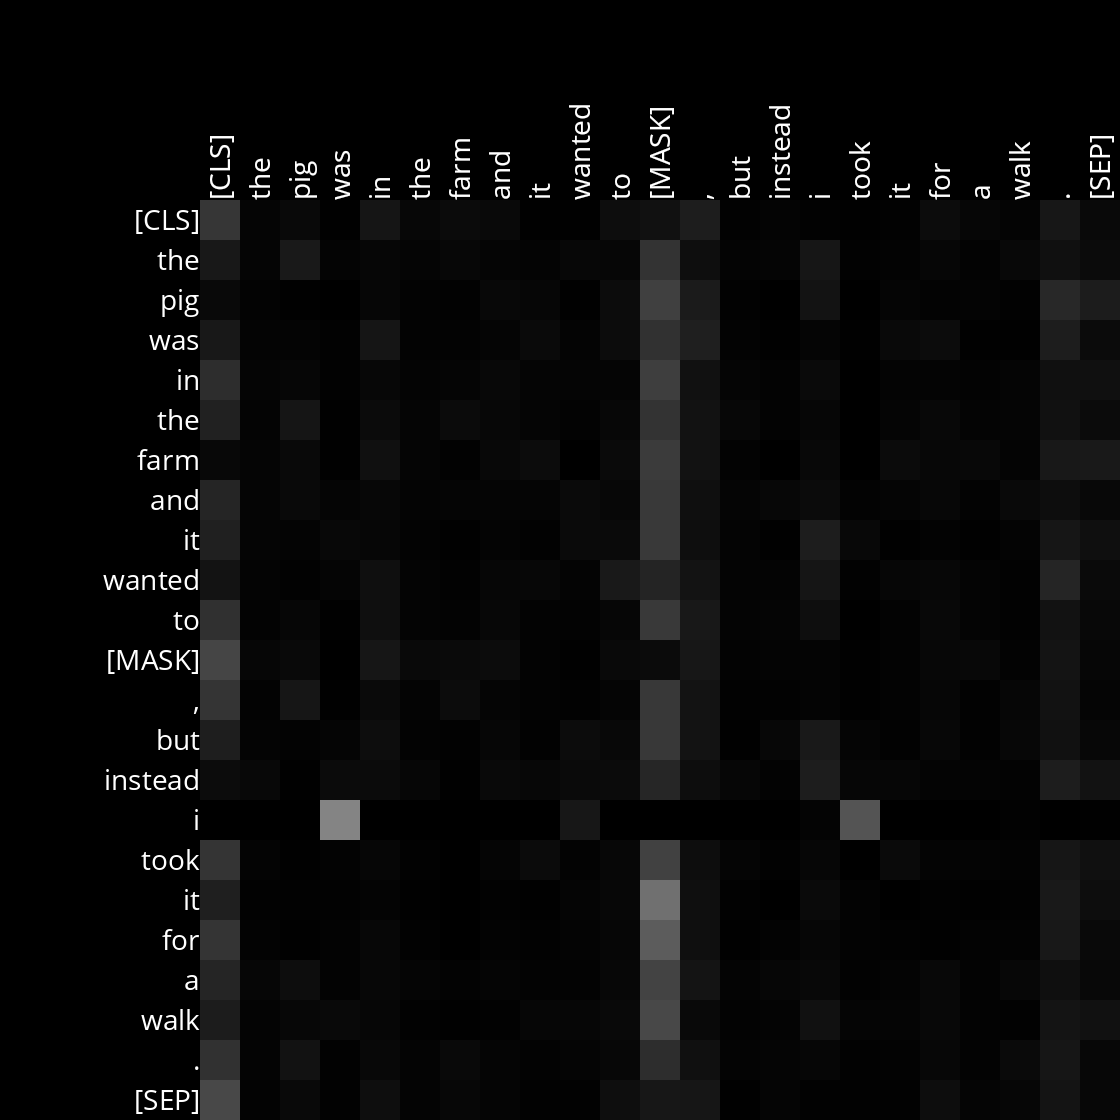 [CLS] the pig was in the farm and it wanted to [MASK] , but instead i took it for a walk . [SEP]
[CLS]
the
pig
was
in
the
farm
and
it
wanted
to
[MASK]
,
but
instead
i
took
it
for
a
walk
.
[SEP]